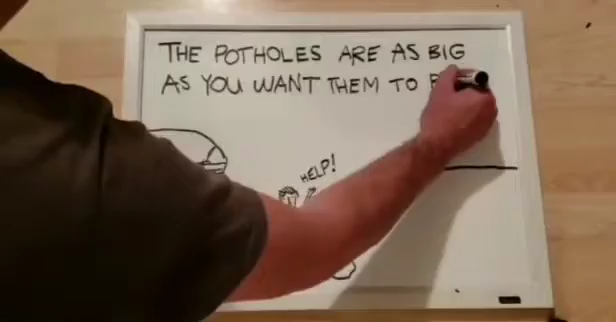 THE POTHOLES ARE AS BIG
AS YOU WANT THEM TO
HELP!